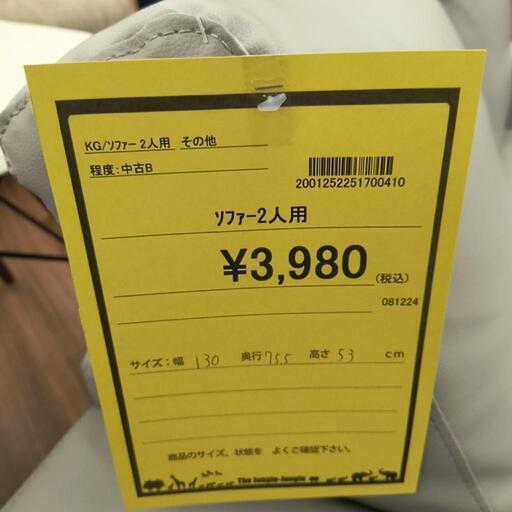 KG/ソファー 2人用 その他
程度:中古B
2001252251700410
ソファー2人用
¥3,980(税込)
081224
サイズ:幅 130 奥行 75.5 高さ 53 cm
商品のサイズ、状態を よくご確認下さい。
The Jungle-Jungle